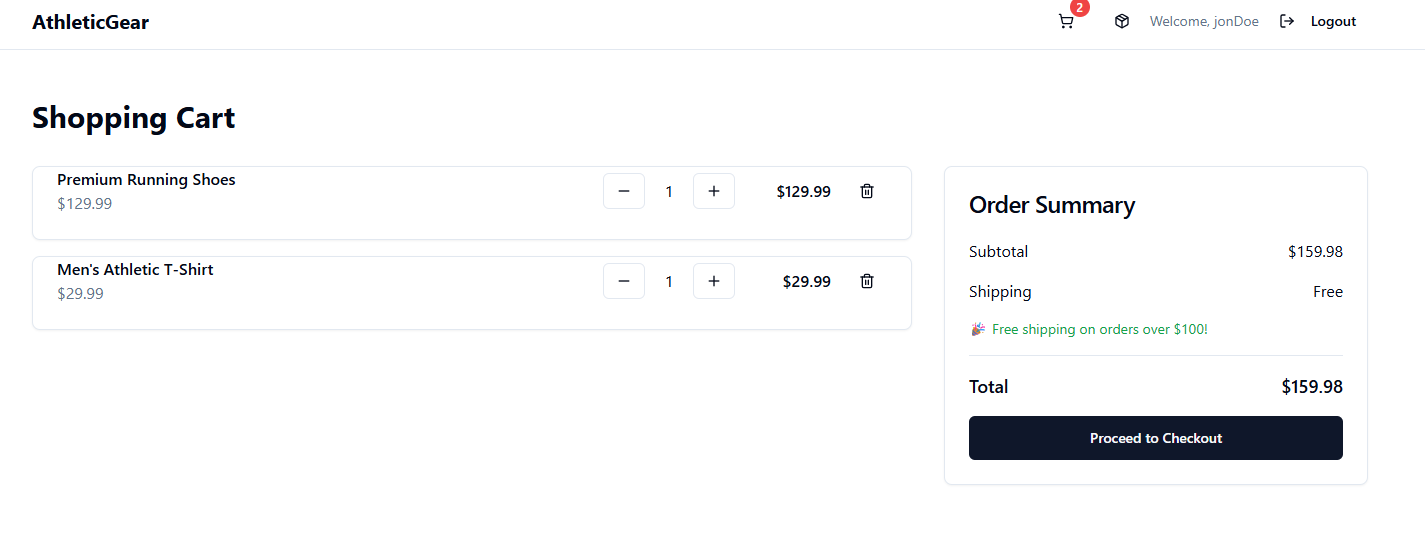 AthleticGear
2
Welcome, jonDoe
Logout
Shopping Cart
Premium Running Shoes
$129.99
1
$129.99
Men's Athletic T-Shirt
$29.99
1
$29.99
Order Summary
Subtotal $159.98
Shipping Free
🎉 Free shipping on orders over $100!
Total $159.98
Proceed to Checkout